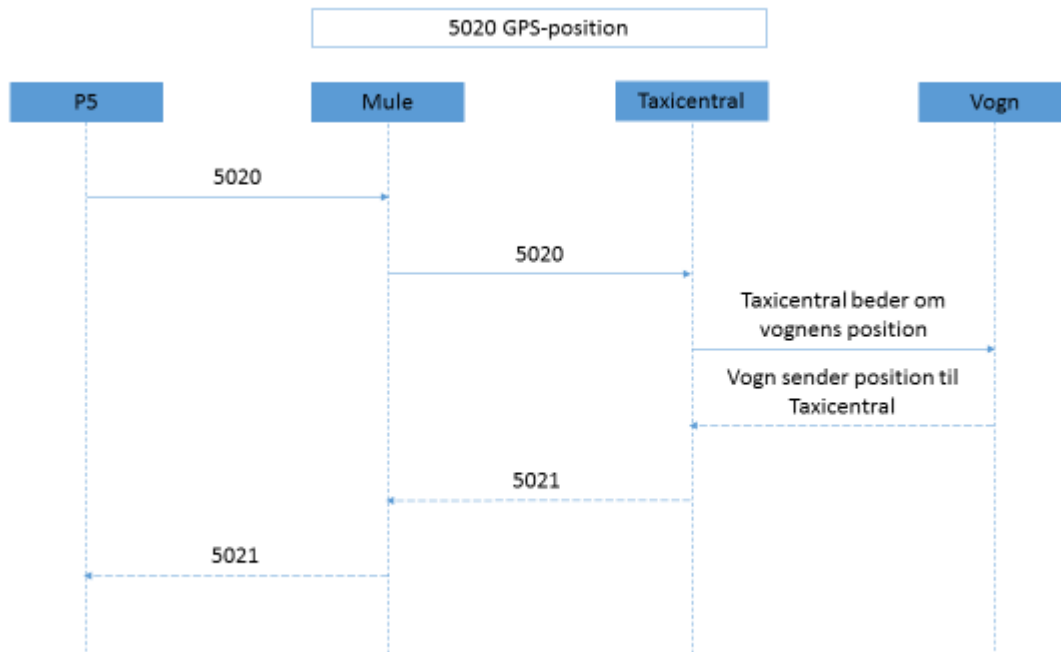 5020 GPS-position
P5
Mule
Taxicentral
Vogn
5020
5020
Taxicentral beder om
vognens position
Vogn sender position til
Taxicentral
5021
5021